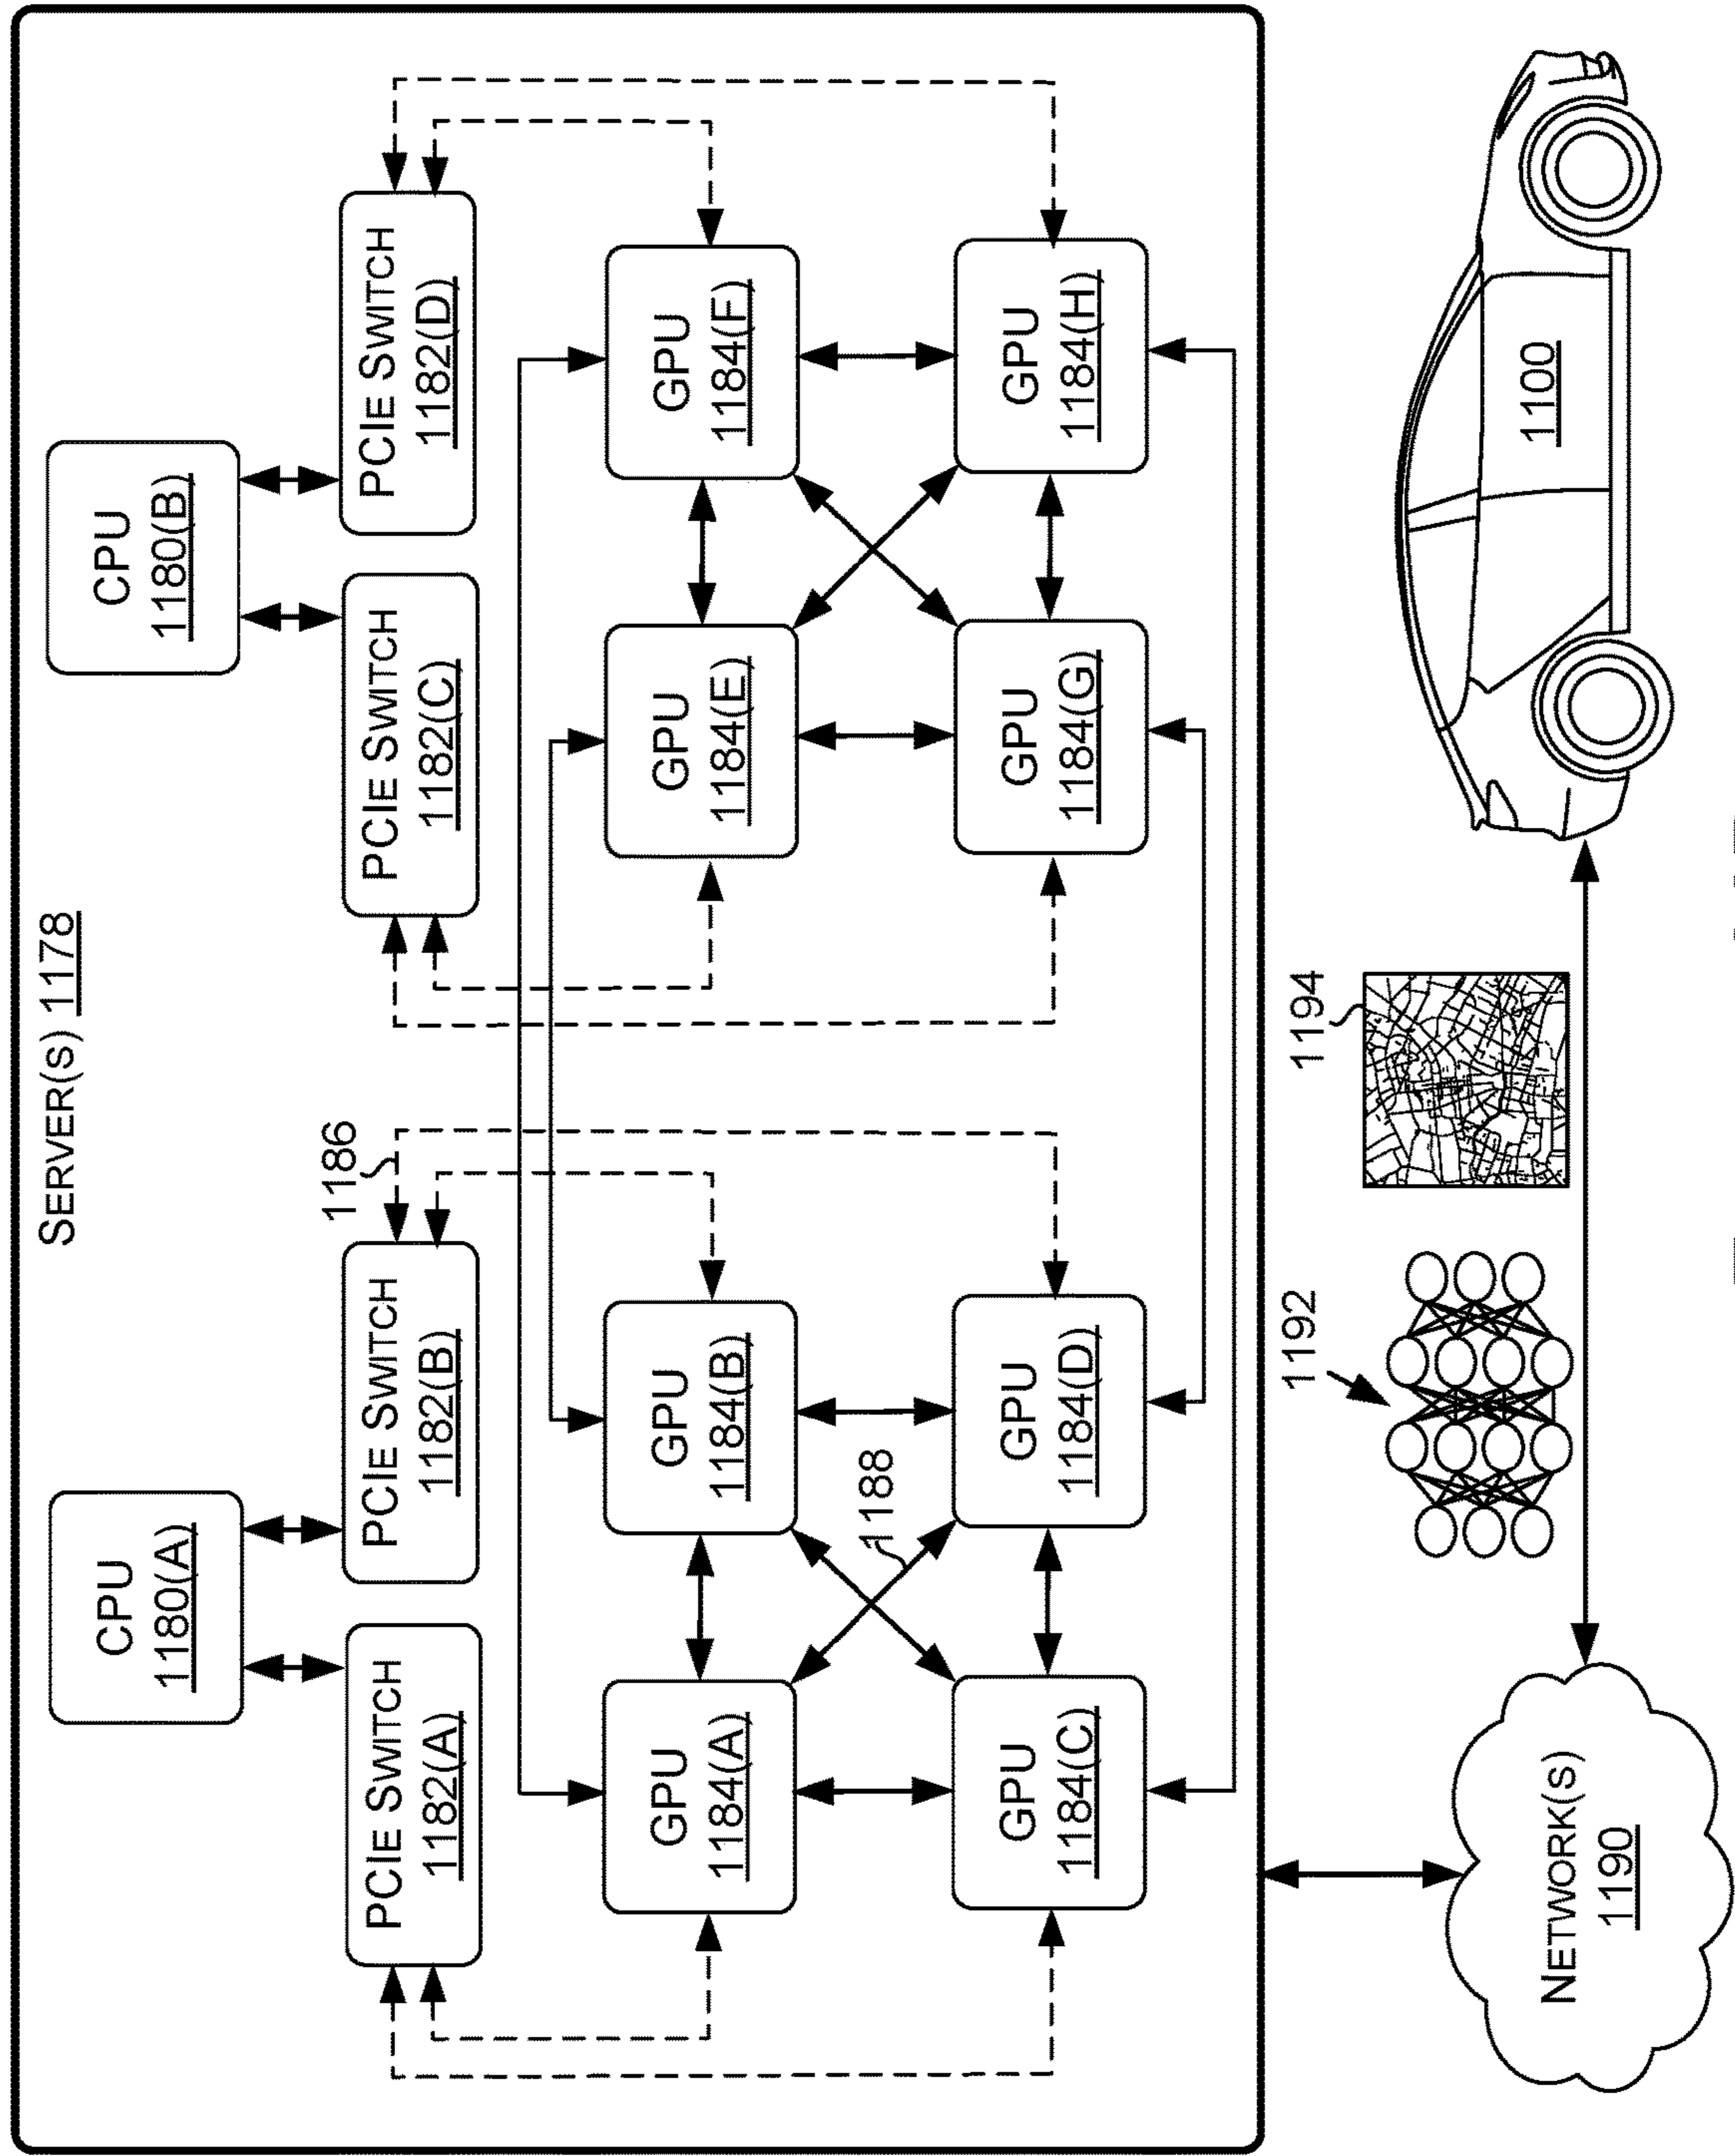 SERVER(S) 1178
CPU
1180(A)
CPU
1180(B)
PCIE SWITCH
1182(A)
PCIE SWITCH
1182(B)
1186
PCIE SWITCH
1182(C)
PCIE SWITCH
1182(D)
GPU
1184(A)
GPU
1184(B)
GPU
1184(E)
GPU
1184(F)
1188
GPU
1184(C)
GPU
1184(D)
GPU
1184(G)
GPU
1184(H)
NETWORK(S)
1190
1192
1194
1100